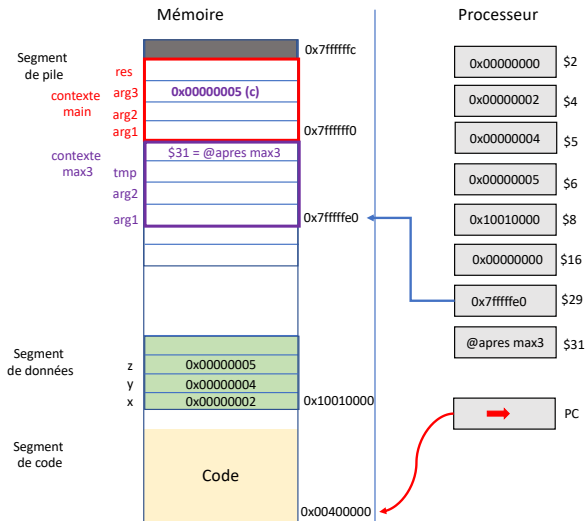 Mémoire
Processeur
0x7ffffffc
Segment
de pile
res
arg3
0x00000005 (c)
contexte
main
arg2
arg1
0x7ffffff0
contexte
max3
$31 = @apres max3
tmp
arg2
arg1
0x7fffffe0
Segment
de données
z
0x00000005
y
0x00000004
x
0x00000002
0x10010000
Segment
de code
Code
0x00400000
0x00000000 $2
0x00000002 $4
0x00000004 $5
0x00000005 $6
0x10010000 $8
0x00000000 $16
0x7fffffe0 $29
@apres max3 $31
PC